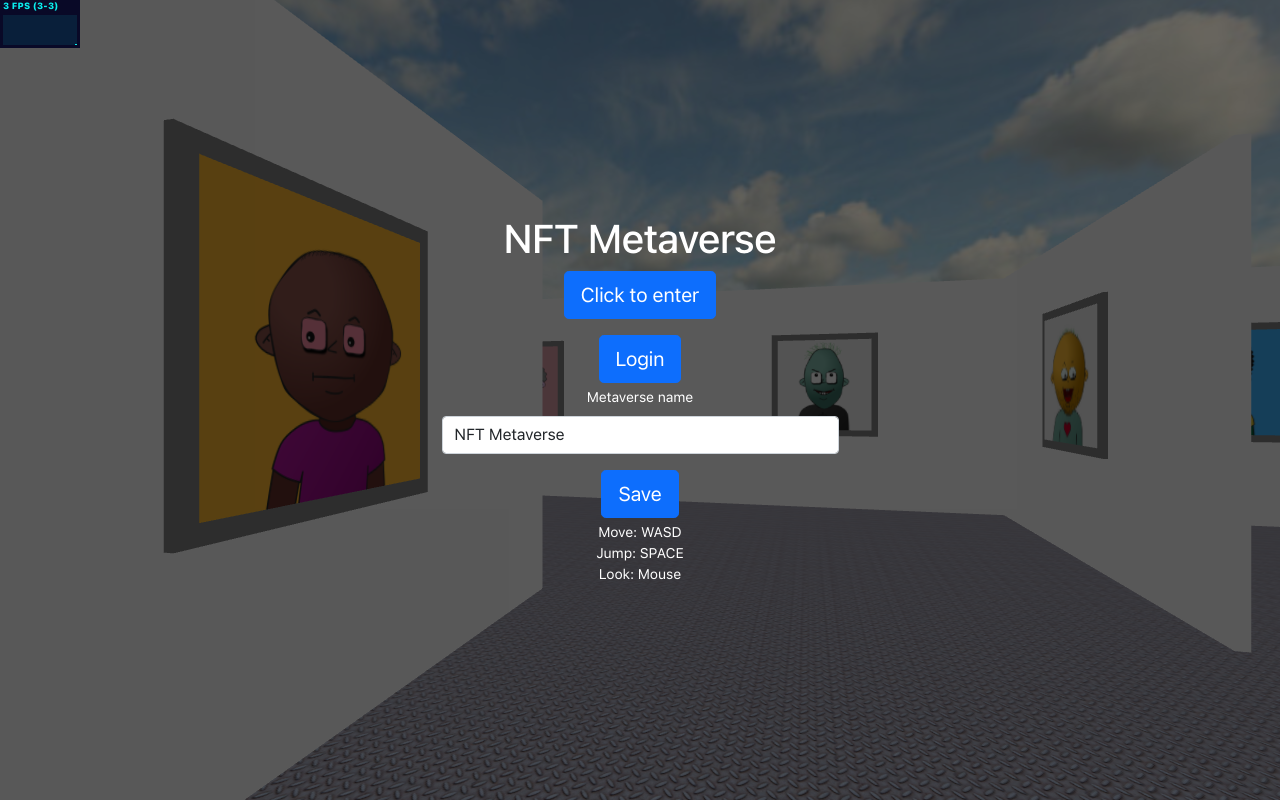 3 FPS (3-3)
NFT Metaverse
Click to enter
Login
Metaverse name
NFT Metaverse
Save
Move: WASD
Jump: SPACE
Look: Mouse